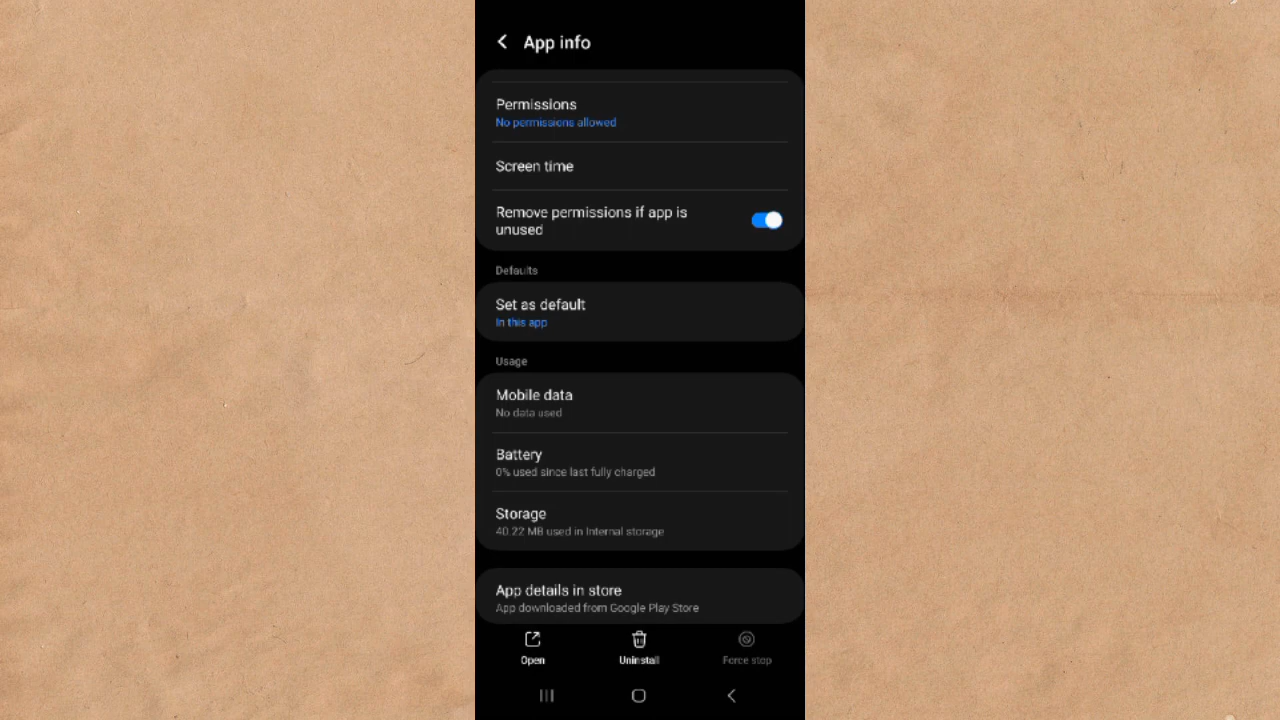 App info
Permissions
No permissions allowed
Screen time
Remove permissions if app is
unused
Defaults
Set as default
In this app
Usage
Mobile data
No data used
Battery
0% used since last fully charged
Storage
40.22 MB used in Internal storage
App details in store
App downloaded from Google Play Store
Open
Uninstall
Force stop